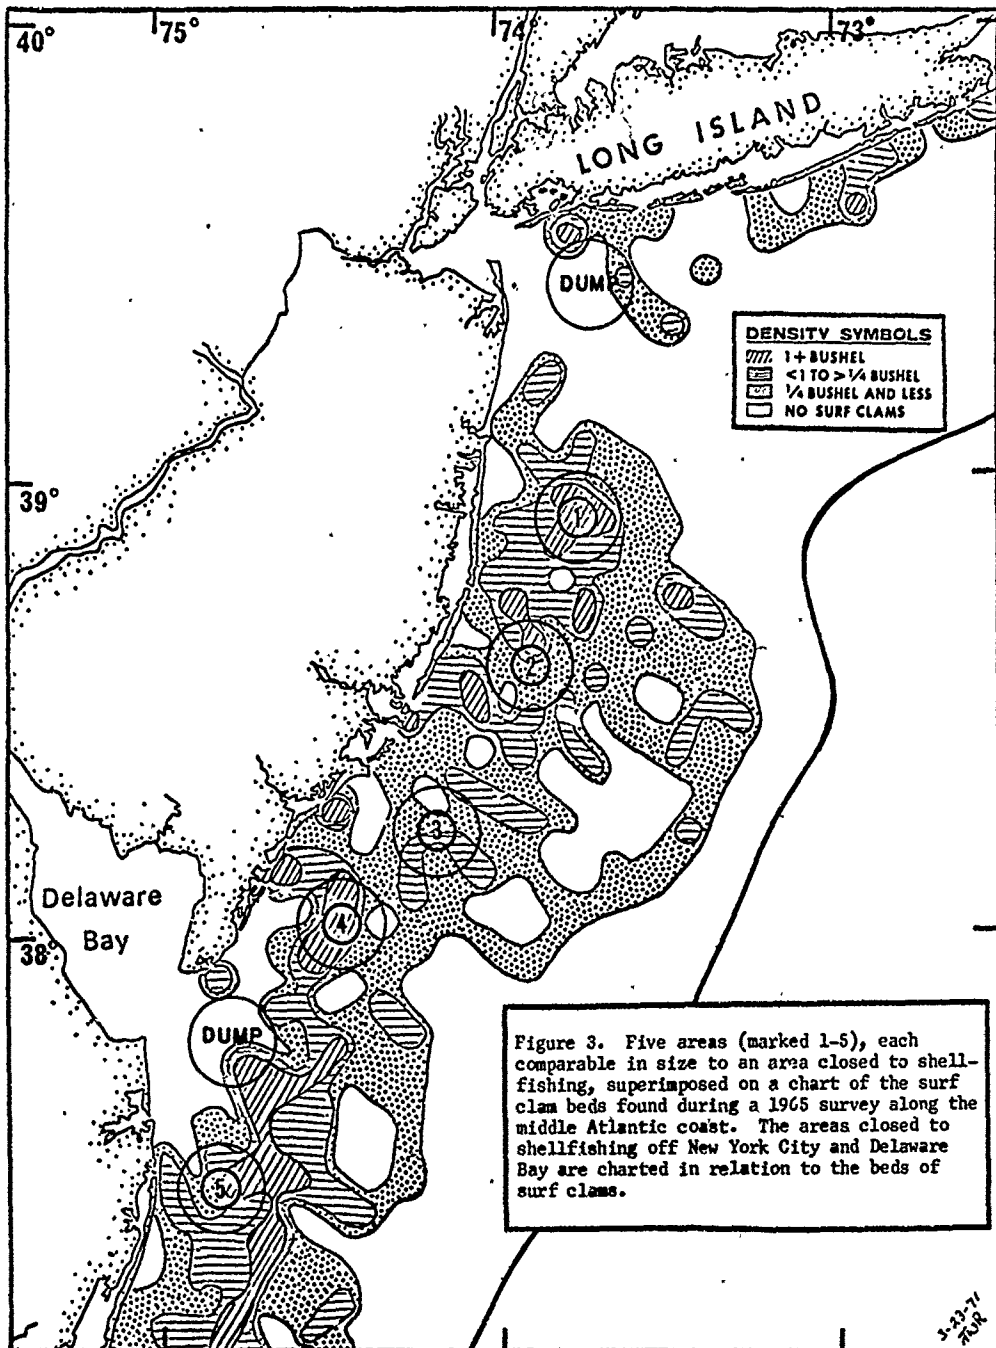 40° 75° 74° 73°
LONG ISLAND
DUMP
DENSITY SYMBOLS
1+ BUSHEL
<1 TO >1/4 BUSHEL
1/4 BUSHEL AND LESS
NO SURF CLAMS
39°
1
2
3
Delaware
Bay
4
38°
DUMP
5
Figure 3. Five areas (marked 1-5), each
comparable in size to an area closed to shell-
fishing, superimposed on a chart of the surf
clam beds found during a 1965 survey along the
middle Atlantic coast. The areas closed to
shellfishing off New York City and Delaware
Bay are charted in relation to the beds of
surf clams.
3-23-71